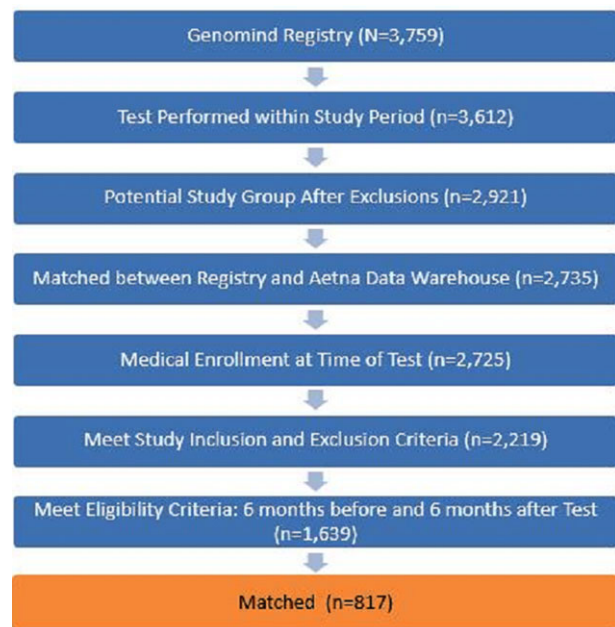 Genomind Registry (N=3,759)
Test Performed within Study Period (n=3,612)
Potential Study Group After Exclusions (n=2,921)
Matched between Registry and Aetna Data Warehouse (n=2,735)
Medical Enrollment at Time of Test (n=2,725)
Meet Study Inclusion and Exclusion Criteria (n=2,219)
Meet Eligibility Criteria: 6 months before and 6 months after Test
(n=1,639)
Matched (n=817)